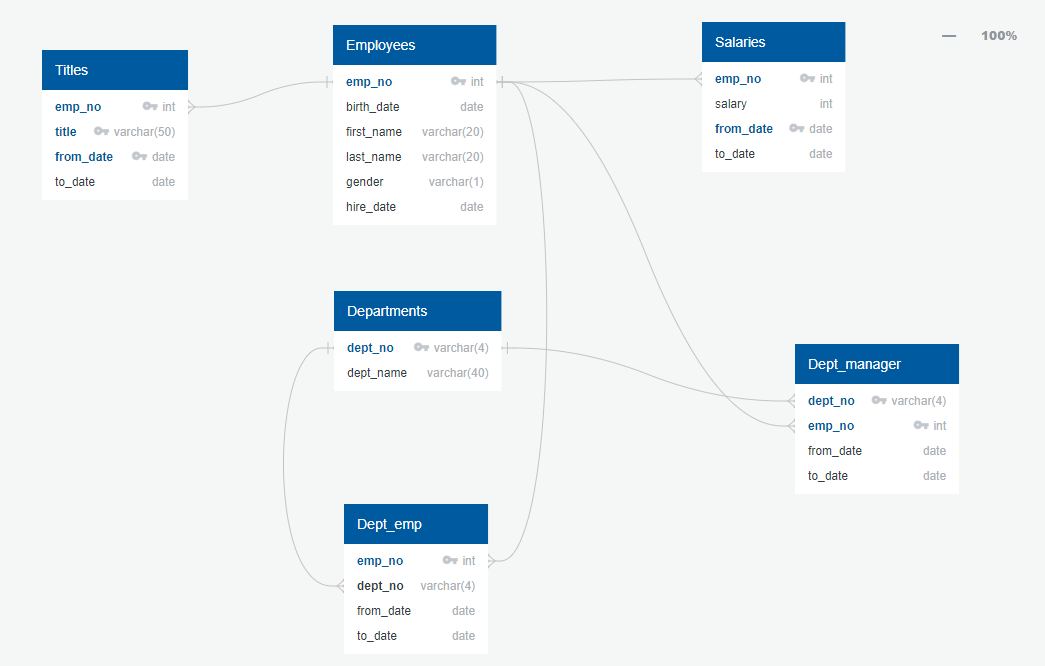 Titles
emp_no int
title varchar(50)
from_date date
to_date date
Employees
emp_no int
birth_date date
first_name varchar(20)
last_name varchar(20)
gender varchar(1)
hire_date date
Salaries
emp_no int
salary int
from_date date
to_date date
— 100%
Departments
dept_no varchar(4)
dept_name varchar(40)
Dept_manager
dept_no varchar(4)
emp_no int
from_date date
to_date date
Dept_emp
emp_no int
dept_no varchar(4)
from_date date
to_date date